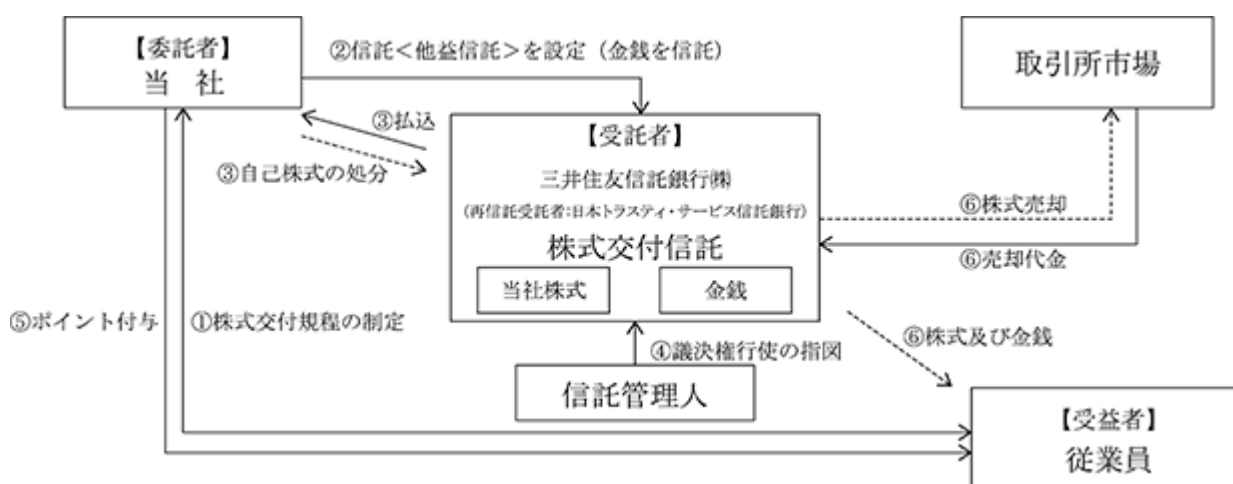 【委託者】
当 社
②信託<他益信託>を設定（金銭を信託）
取引所市場
③払込
③自己株式の処分
【受託者】
三井住友信託銀行㈱
(再信託受託者:日本トラスティ・サービス信託銀行)
株式交付信託
当社株式
金銭
⑥株式売却
⑥売却代金
⑤ポイント付与
①株式交付規程の制定
④議決権行使の指図
⑥株式及び金銭
信託管理人
【受益者】
従業員